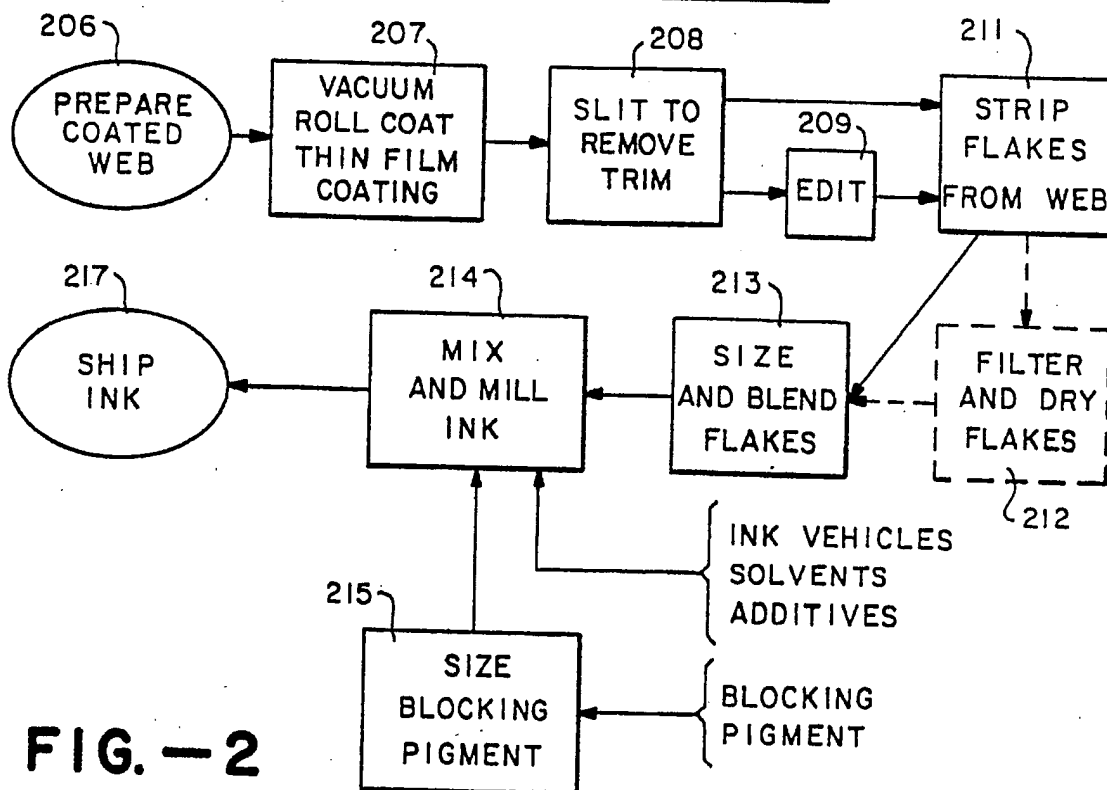 206
PREPARE
COATED
WEB
207
VACUUM
ROLL COAT
THIN FILM
COATING
208
SLIT TO
REMOVE
TRIM
209
EDIT
211
STRIP
FLAKES
FROM WEB
217
SHIP
INK
214
MIX
AND MILL
INK
213
SIZE
AND BLEND
FLAKES
FILTER
AND DRY
FLAKES
212
INK VEHICLES
SOLVENTS
ADDITIVES
215
SIZE
BLOCKING
PIGMENT
BLOCKING
PIGMENT
FIG.-2